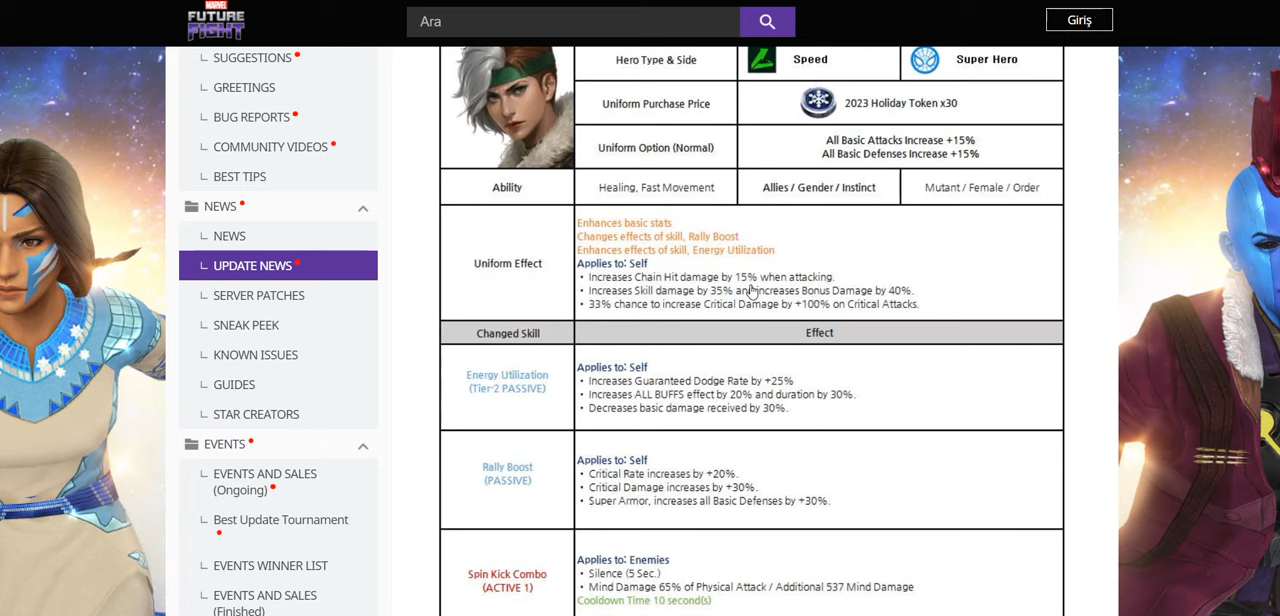 MARVEL
FUTURE
FIGHT
Ara
Giriş
SUGGESTIONS
GREETINGS
BUG REPORTS
COMMUNITY VIDEOS
BEST TIPS
NEWS
NEWS
UPDATE NEWS
SERVER PATCHES
SNEAK PEEK
KNOWN ISSUES
GUIDES
STAR CREATORS
EVENTS
EVENTS AND SALES
(Ongoing)
Best Update Tournament
EVENTS WINNER LIST
EVENTS AND SALES
(Finished)
Hero Type & Side
Speed
Super Hero
Uniform Purchase Price
2023 Holiday Token x30
Uniform Option (Normal)
All Basic Attacks Increase +15%
All Basic Defenses Increase +15%
Ability
Healing, Fast Movement
Allies / Gender / Instinct
Mutant / Female / Order
Uniform Effect
Enhances basic stats
Changes effects of skill, Rally Boost
Enhances effects of skill, Energy Utilization
Applies to: Self
• Increases Chain Hit damage by 15% when attacking.
• Increases Skill damage by 35% and increases Bonus Damage by 40%.
• 33% chance to increase Critical Damage by +100% on Critical Attacks.
Changed Skill
Effect
Energy Utilization
(Tier-2 PASSIVE)
Applies to: Self
• Increases Guaranteed Dodge Rate by +25%
• Increases ALL BUFFS effect by 20% and duration by 30%.
• Decreases basic damage received by 30%.
Rally Boost
(PASSIVE)
Applies to: Self
• Critical Rate increases by +20%.
• Critical Damage increases by +30%.
• Super Armor, increases all Basic Defenses by +30%.
Spin Kick Combo
(ACTIVE 1)
Applies to: Enemies
• Silence (5 Sec.)
• Mind Damage 65% of Physical Attack / Additional 537 Mind Damage
Cooldown Time 10 second(s)